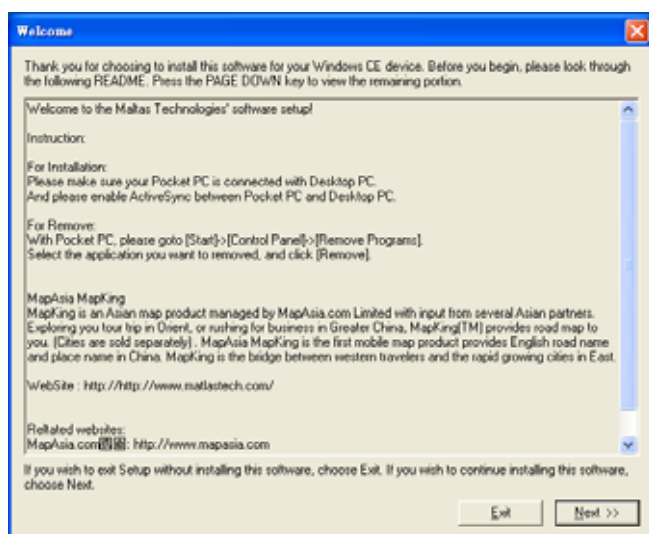 Welcome
Thank you for choosing to install this software for your Windows CE device. Before you begin, please look through
the following README. Press the PAGE DOWN key to view the remaining portion.
Welcome to the Maltas Technologies' software setup!
Instruction:
For Installation:
Please make sure your Pocket PC is connected with Desktop PC.
And please enable ActiveSync between Pocket PC and Desktop PC.
For Remove:
With Pocket PC, please goto [Start]->[Control Panel]->[Remove Programs].
Select the application you want to removed, and click [Remove].
MapAsia MapKing
MapKing is an Asian map product managed by MapAsia.com Limited with input from several Asian partners.
Exploring you tour trip in Orient, or rushing for business in Greater China, MapKing(TM) provides road map to
you. (Cities are sold separately) . MapAsia MapKing is the first mobile map product provides English road name
and place name in China. MapKing is the bridge between western travelers and the rapid growing cities in East.
WebSite : http://http://www.matlastech.com/
Reltated websites:
MapAsia.com : http://www.mapasia.com
If you wish to exit Setup without installing this software, choose Exit. If you wish to continue installing this software,
choose Next.
Exit
Next >>